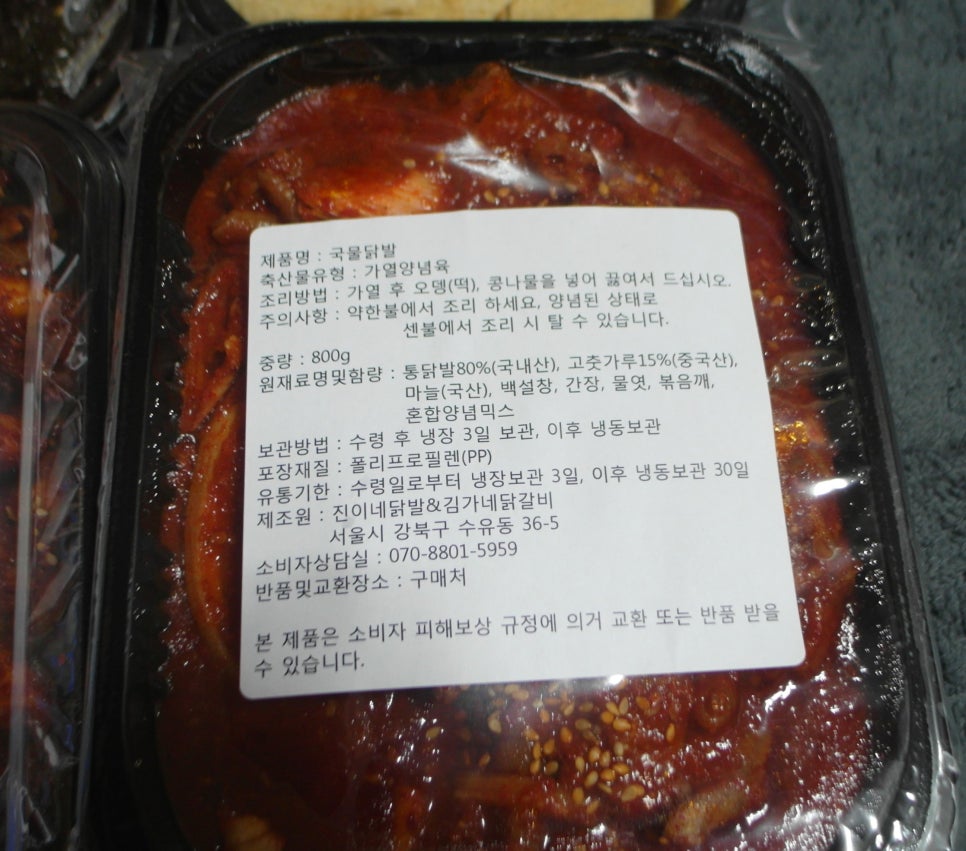 제품명 : 국물닭발
축산물유형 : 가열양념육
조리방법 : 가열 후 오뎅(떡), 콩나물을 넣어 끓여서 드십시오.
주의사항 : 약한불에서 조리 하세요, 양념된 상태로
센불에서 조리 시 탈 수 있습니다.
중량 : 800g
원재료명및함량 : 통닭발80%(국내산), 고춧가루15%(중국산),
마늘(국산), 백설창, 간장, 물엿, 볶음깨,
혼합양념믹스
보관방법 : 수령 후 냉장 3일 보관, 이후 냉동보관
포장재질 : 폴리프로필렌(PP)
유통기한 : 수령일로부터 냉장보관 3일, 이후 냉동보관 30일
제조원 : 진이네닭발&김가네닭갈비
서울시 강북구 수유동 36-5
소비자상담실 : 070-8801-5959
반품및교환장소 : 구매처
본 제품은 소비자 피해보상 규정에 의거 교환 또는 반품 받을
수 있습니다.